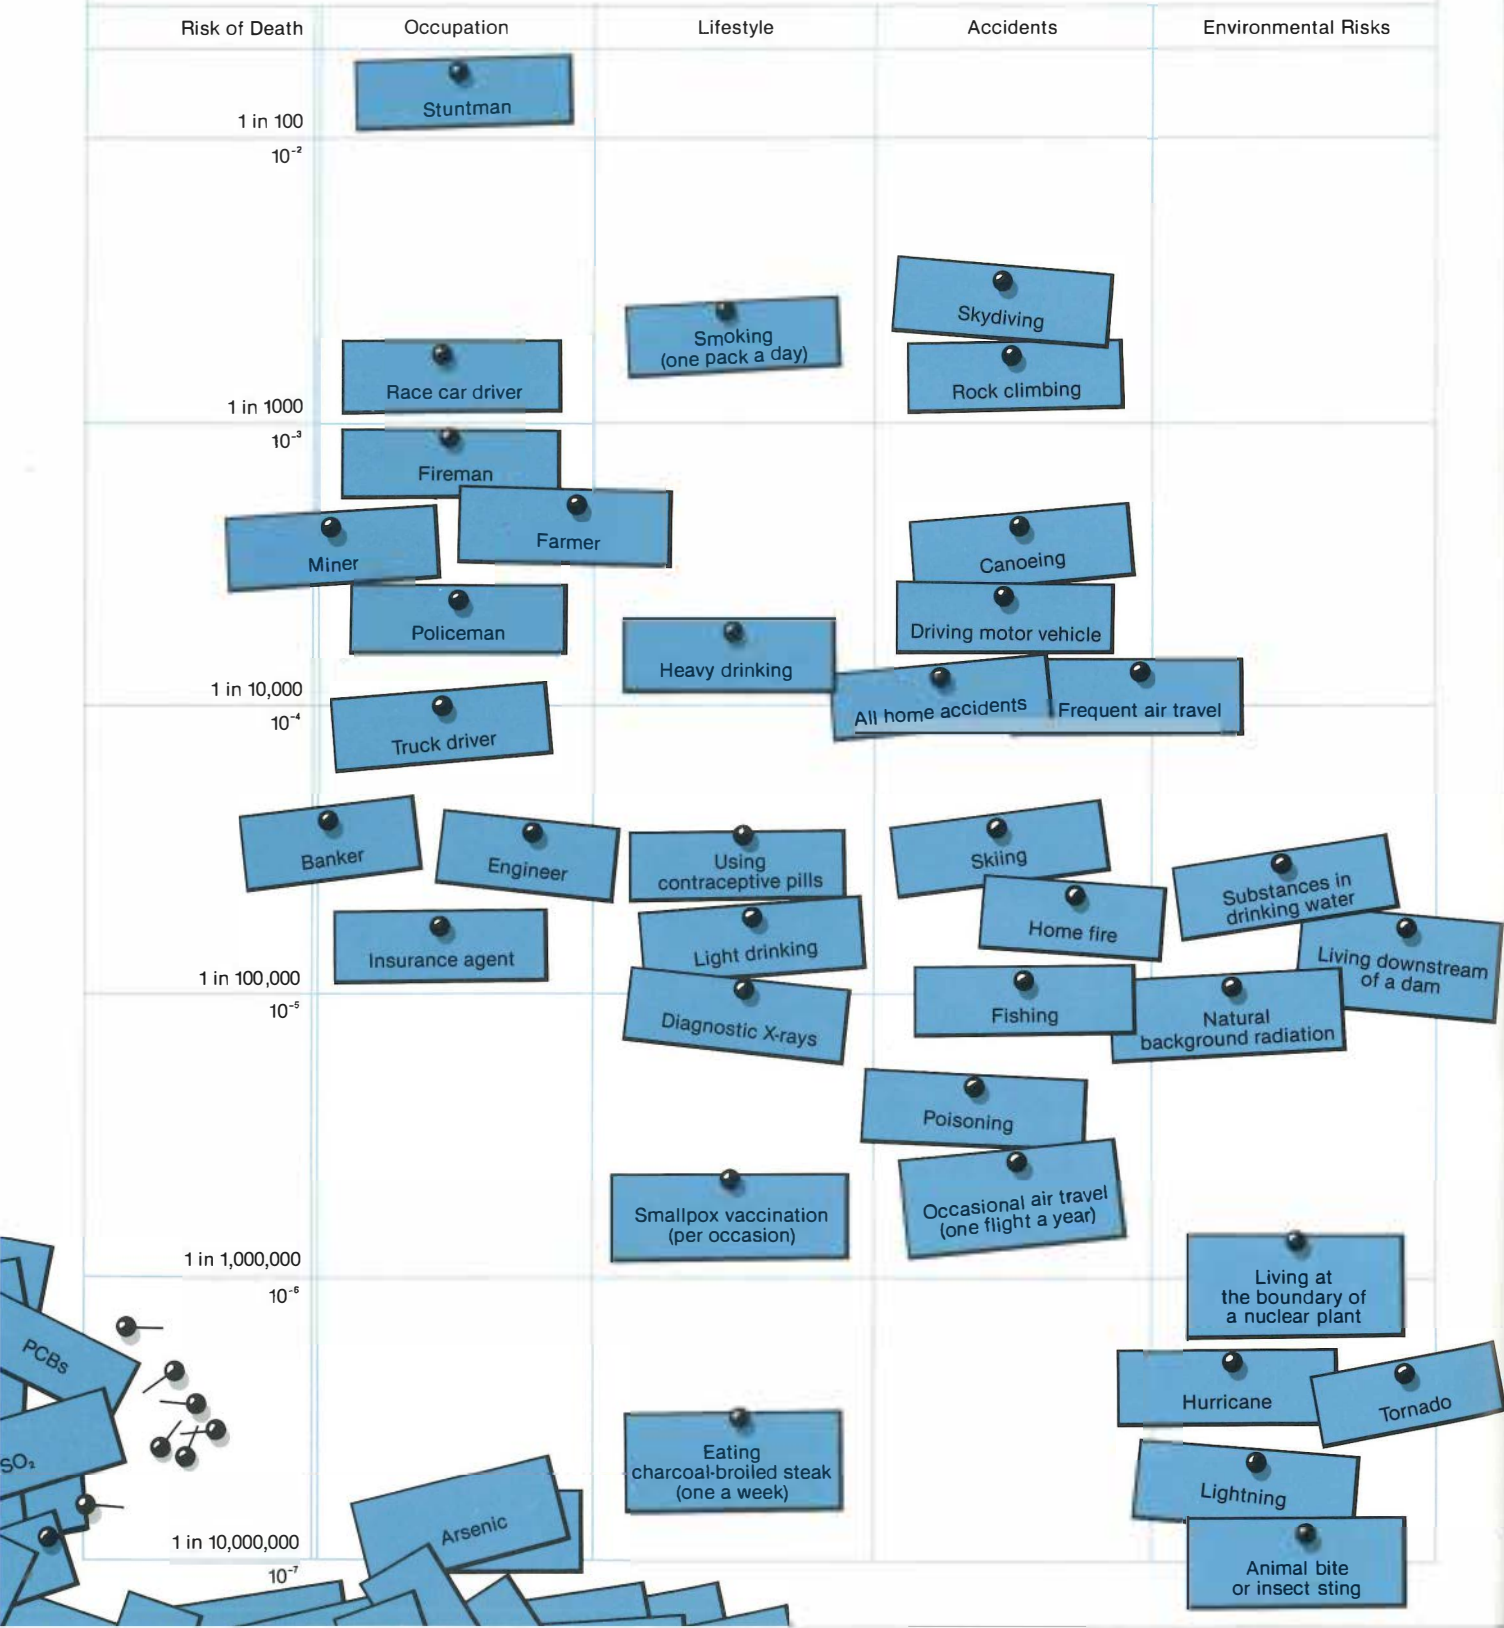 Risk of Death
Occupation
Lifestyle
Accidents
Environmental Risks
Stuntman
1 in 100
10⁻²
Skydiving
Smoking
(one pack a day)
Race car driver
Rock climbing
1 in 1000
10⁻³
Fireman
Farmer
Miner
Canoeing
Policeman
Driving motor vehicle
Heavy drinking
1 in 10,000
10⁻⁴
All home accidents
Frequent air travel
Truck driver
Banker
Engineer
Using
contraceptive pills
Skiing
Substances in
drinking water
Home fire
Insurance agent
Light drinking
Living downstream
of a dam
1 in 100,000
10⁻⁵
Diagnostic X-rays
Fishing
Natural
background radiation
Poisoning
Smallpox vaccination
(per occasion)
Occasional air travel
(one flight a year)
1 in 1,000,000
10⁻⁶
Living at
the boundary of
a nuclear plant
PCBs
Hurricane
Tornado
SO₂
Eating
charcoal-broiled steak
(one a week)
Lightning
Arsenic
1 in 10,000,000
10⁻⁷
Animal bite
or insect sting